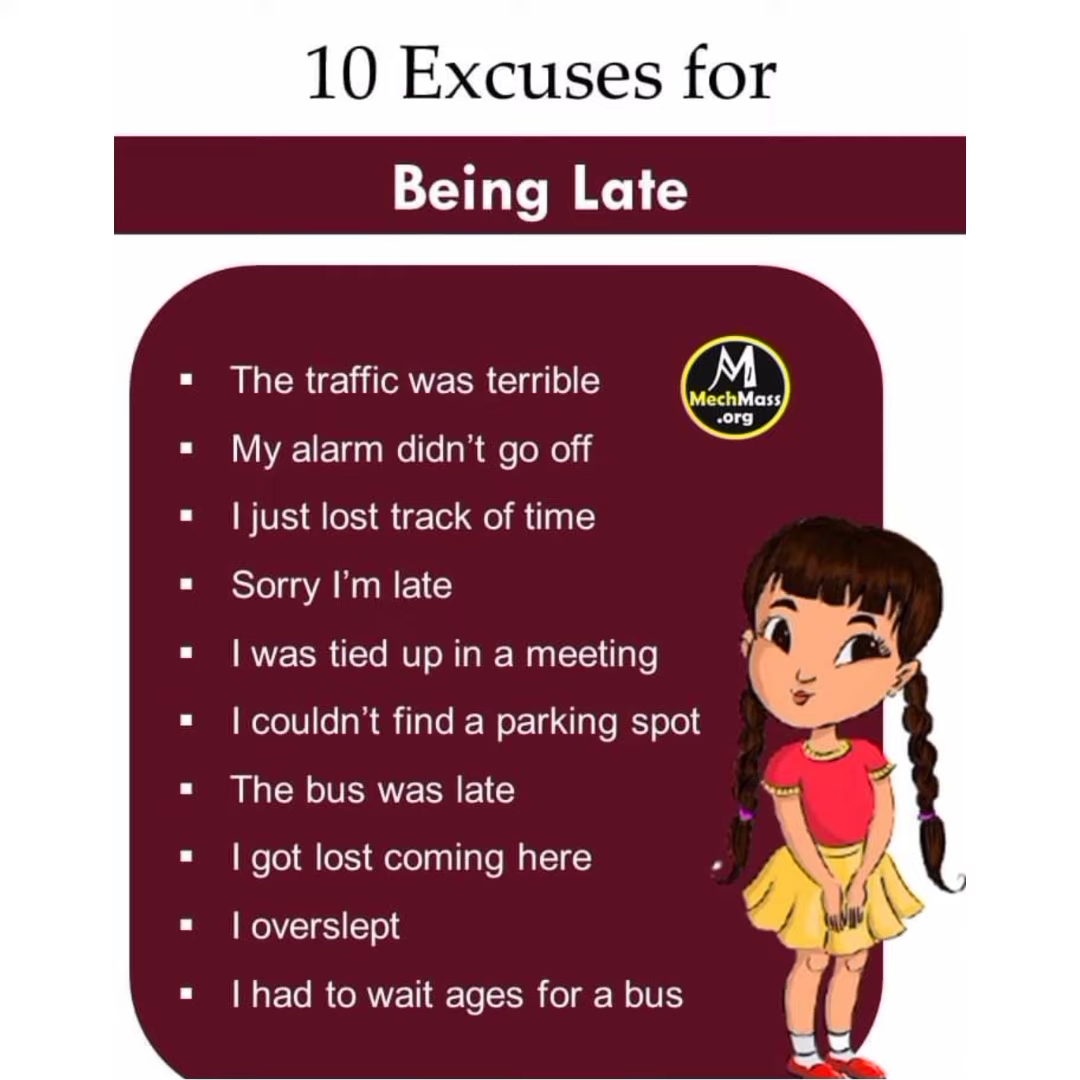 10 Excuses for
Being Late
M
MechMass
.org
▪ The traffic was terrible
▪ My alarm didn’t go off
▪ I just lost track of time
▪ Sorry I’m late
▪ I was tied up in a meeting
▪ I couldn’t find a parking spot
▪ The bus was late
▪ I got lost coming here
▪ I overslept
▪ I had to wait ages for a bus